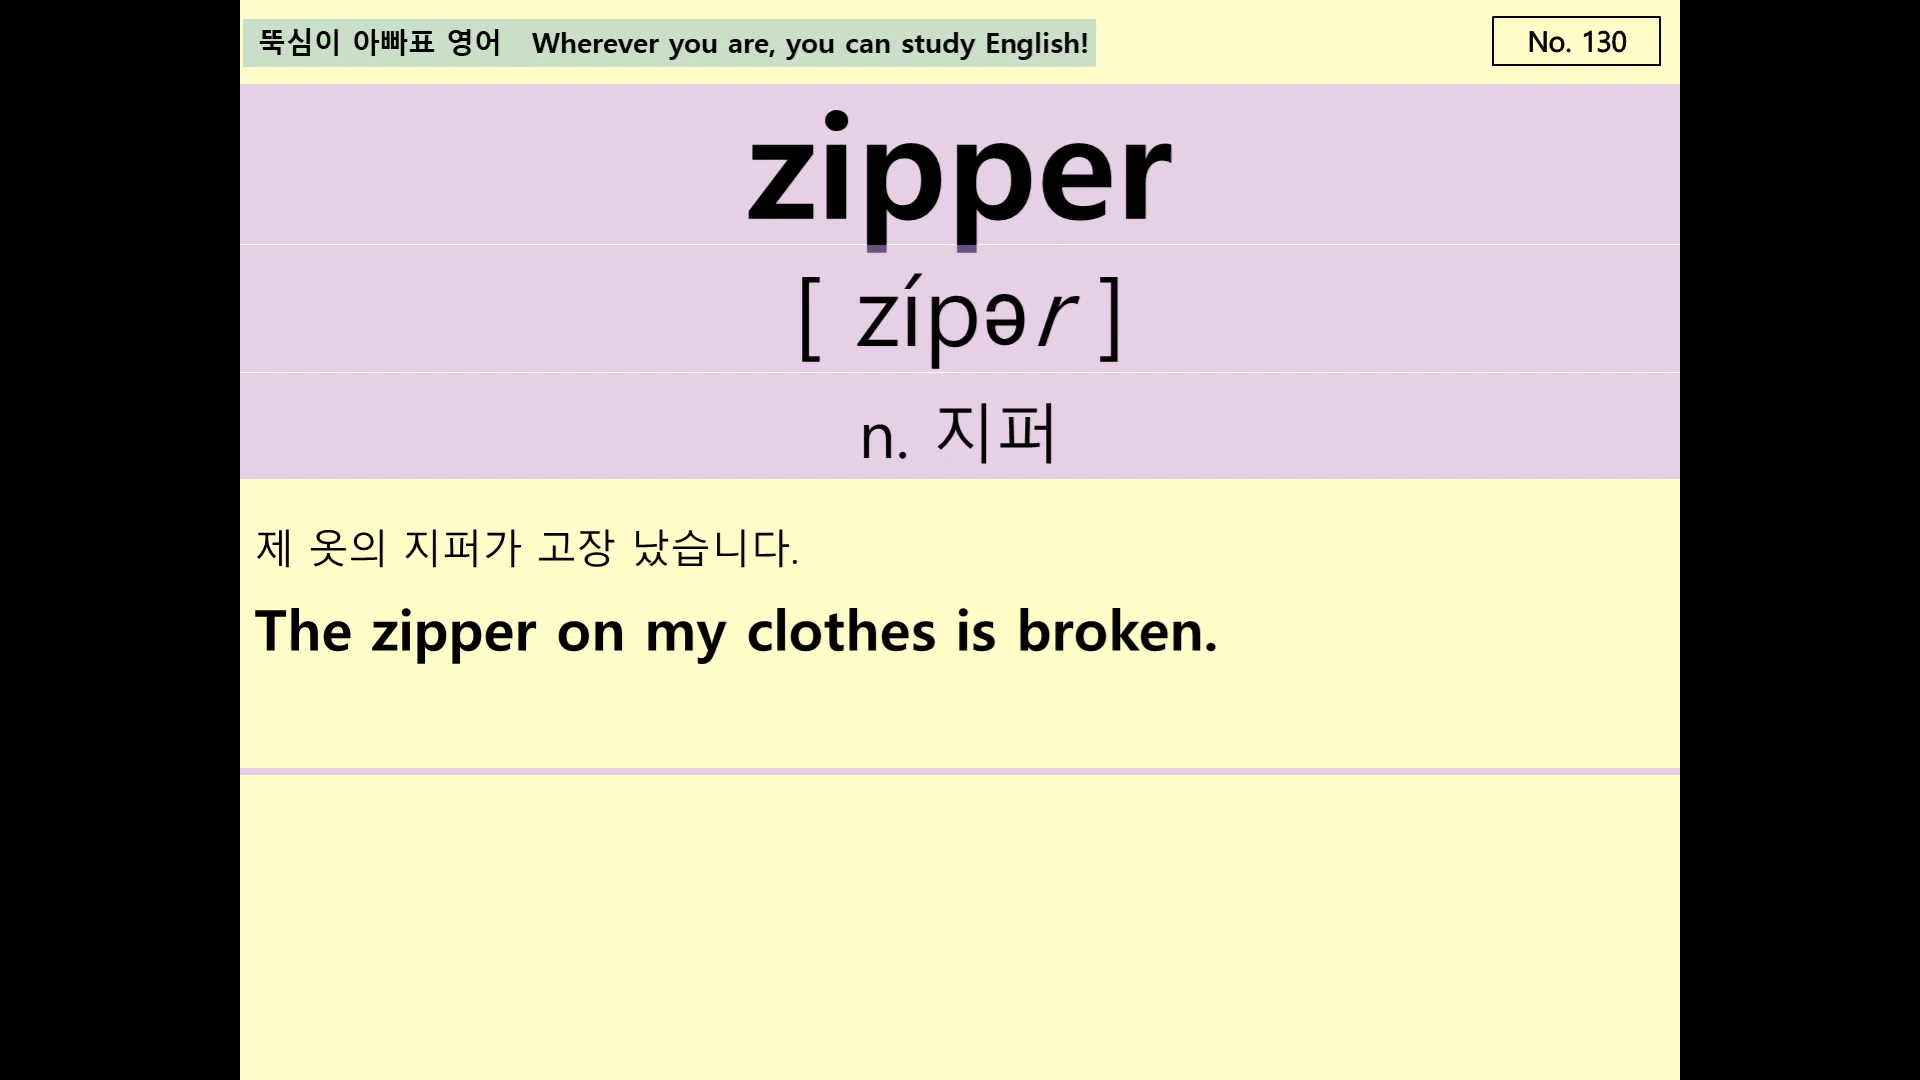 뚝심이 아빠표 영어 Wherever you are, you can study English!
No. 130
zipper
[ zípər ]
n. 지퍼
제 옷의 지퍼가 고장 났습니다.
The zipper on my clothes is broken.